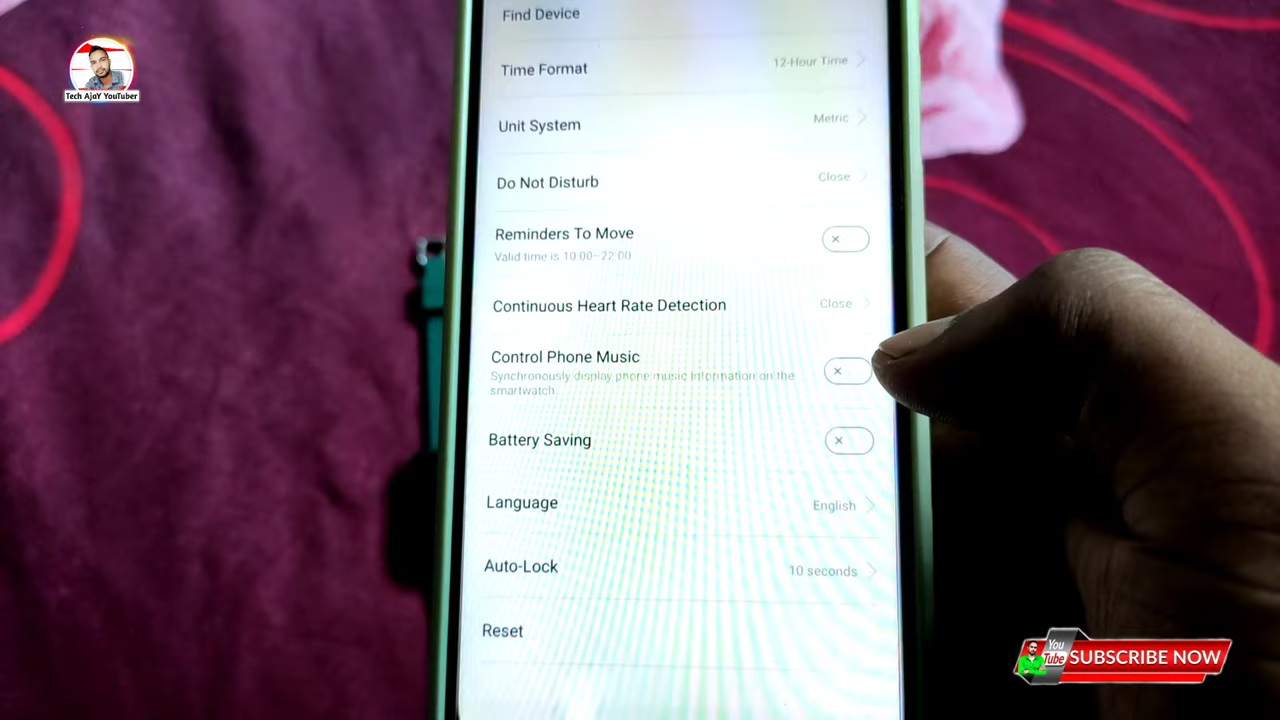 Find Device
Time Format 12-Hour Time
Unit System Metric
Do Not Disturb Close
Reminders To Move
Valid time is 10:00~22:00
Continuous Heart Rate Detection Close
Control Phone Music
Synchronously display phone music information on the
smartwatch.
Battery Saving
Language English
Auto-Lock 10 seconds
Reset
Tech AjaY YouTuber
You
Tube SUBSCRIBE NOW